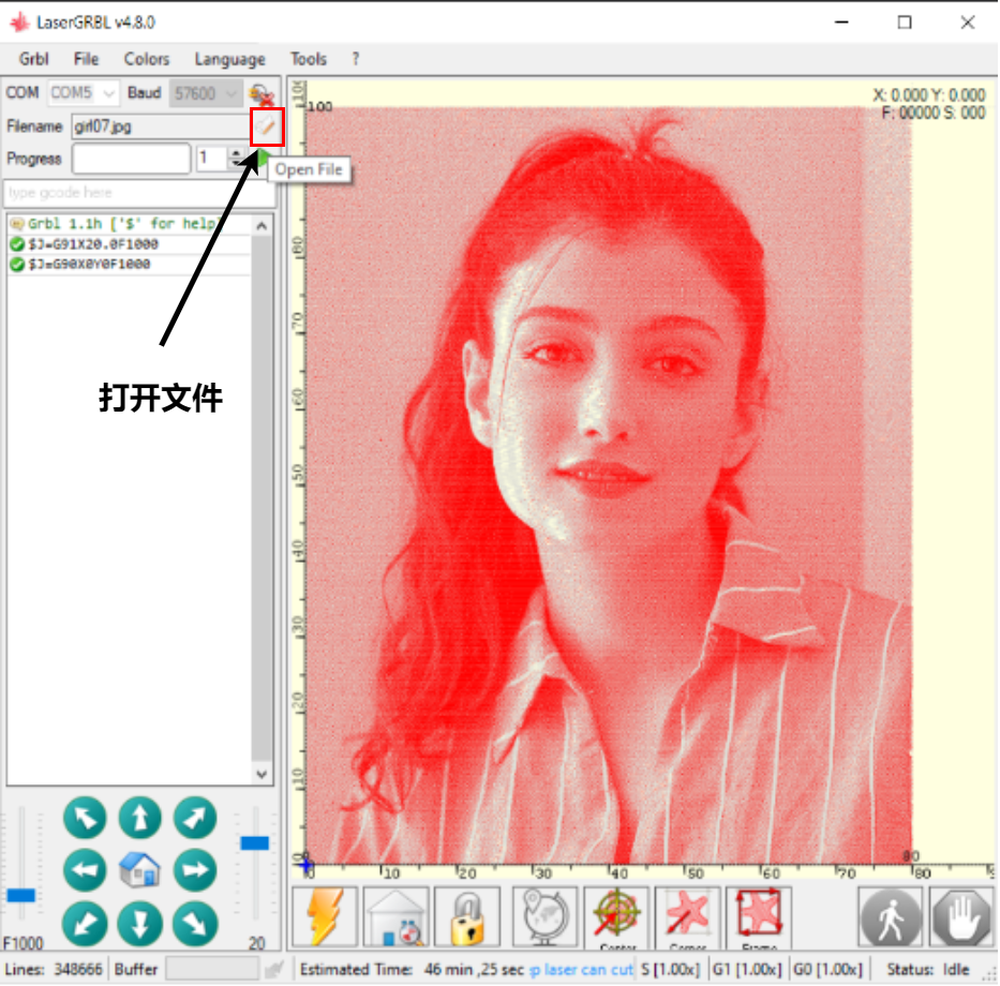 LaserGRBL v4.8.0
Grbl File Colors Language Tools ?
COM COM5 Baud 57600
Filename girl07.jpg
Progress 1
Open File
type gcode here
Grbl 1.1h ['$' for help
$J=G91X20.0F1000
$J=G90X0Y0F1000
打开文件
X: 0.000 Y: 0.000
F: 00000 S: 000
100
100
80
70
60
50
40
30
20
10
0
80
0 10 20 30 40 50 60 70 80
F1000 20
Center Corner Frame
Lines: 348666 Buffer Estimated Time: 46 min ,25 sec p laser can cut S [1.00x] G1 [1.00x] G0 [1.00x] Status: Idle